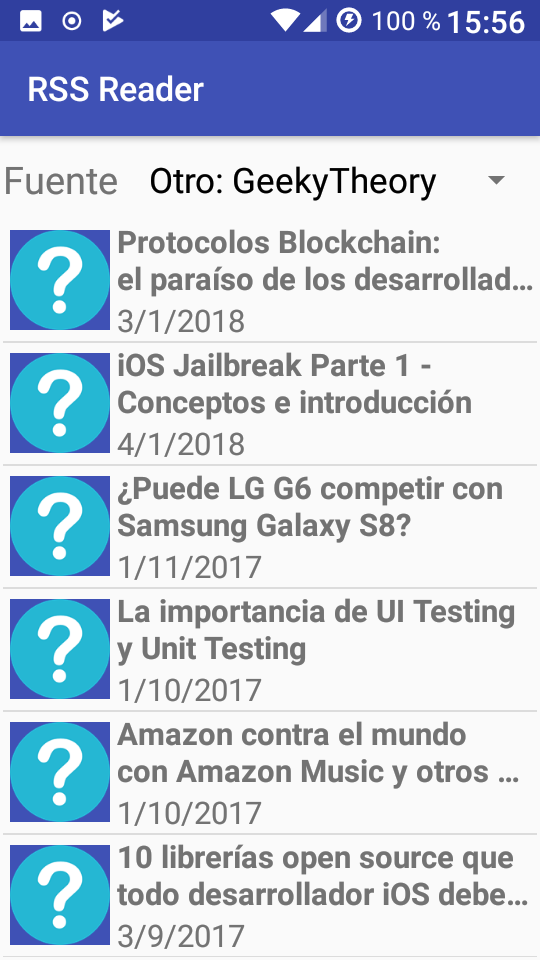 100 % 15:56
RSS Reader
Fuente Otro: GeekyTheory
Protocolos Blockchain:
el paraíso de los desarrollad...
3/1/2018
iOS Jailbreak Parte 1 -
Conceptos e introducción
4/1/2018
¿Puede LG G6 competir con
Samsung Galaxy S8?
1/11/2017
La importancia de UI Testing
y Unit Testing
1/10/2017
Amazon contra el mundo
con Amazon Music y otros ...
1/10/2017
10 librerías open source que
todo desarrollador iOS debe...
3/9/2017